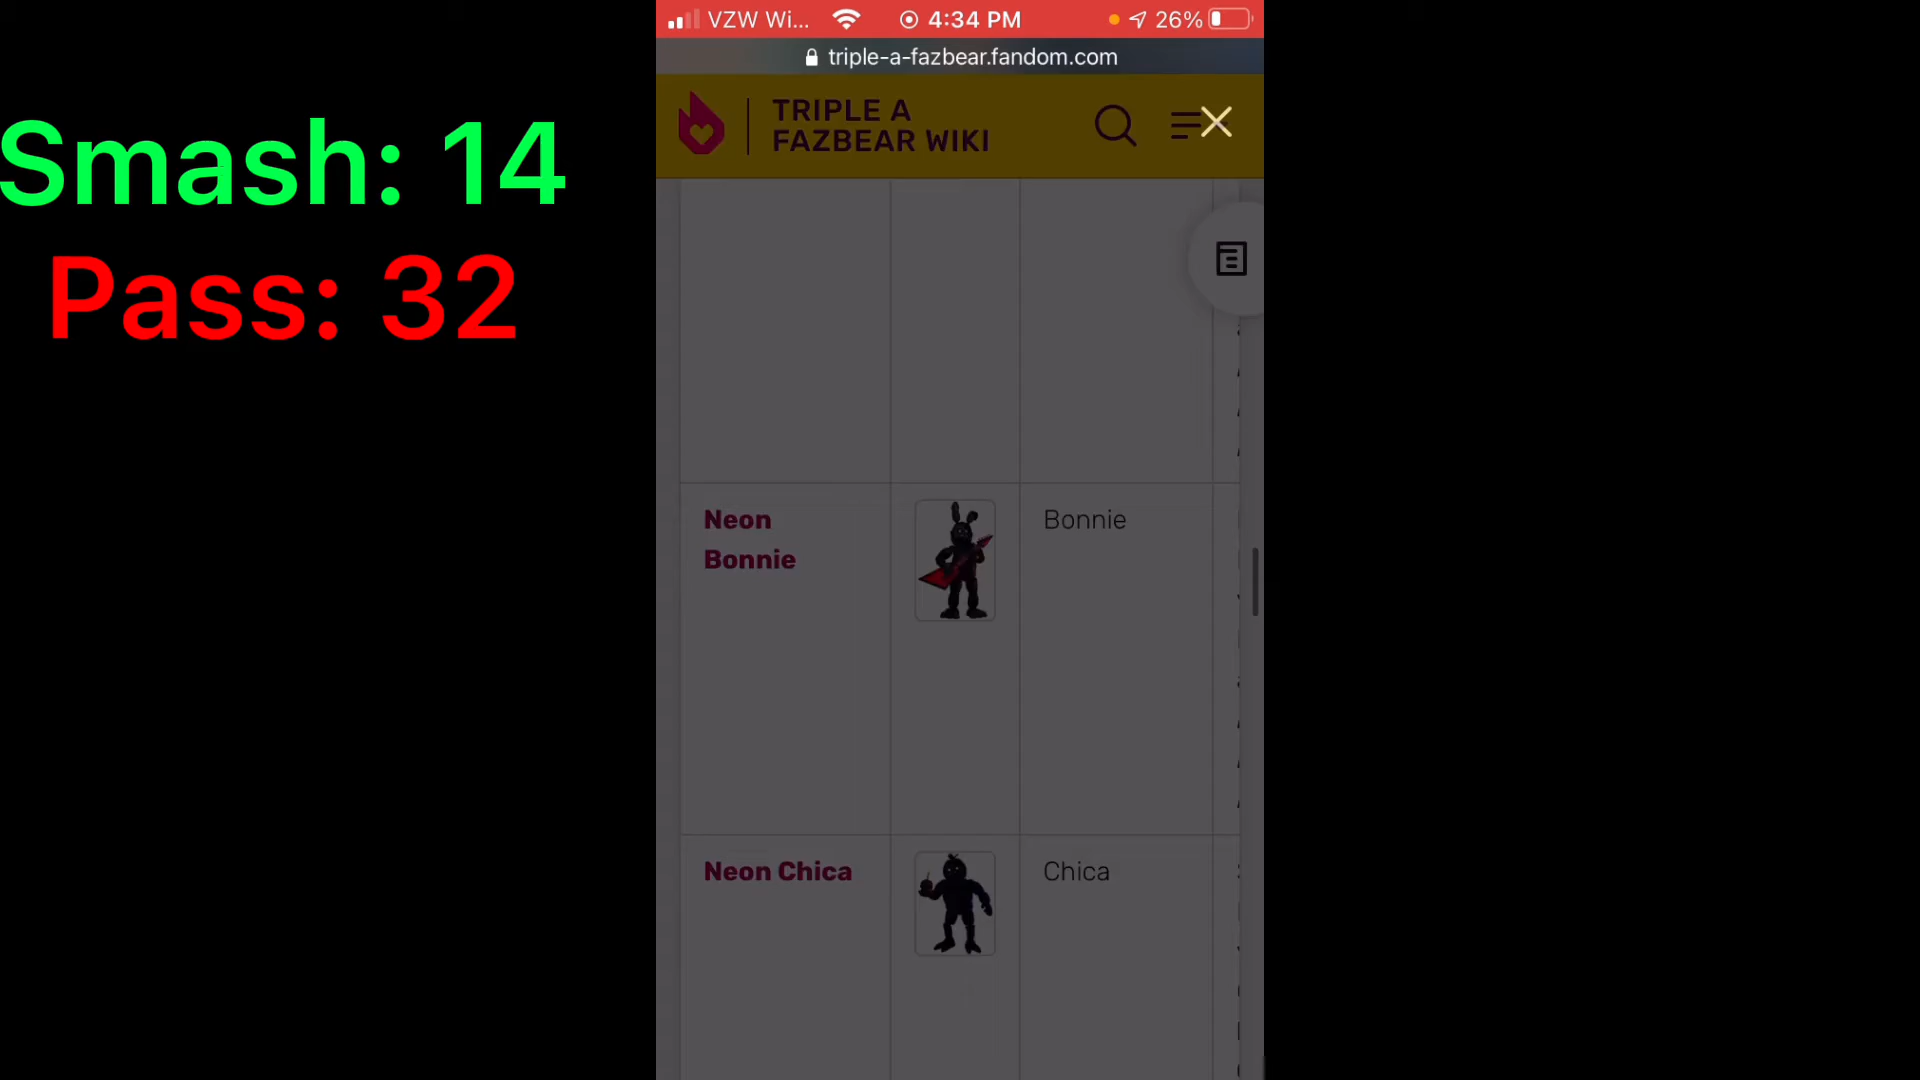 Smash: 14
Pass: 32
VZW Wi... 4:34 PM 26%
triple-a-fazbear.fandom.com
TRIPLE A
FAZBEAR WIKI
Neon
Bonnie
Bonnie
Neon Chica
Chica